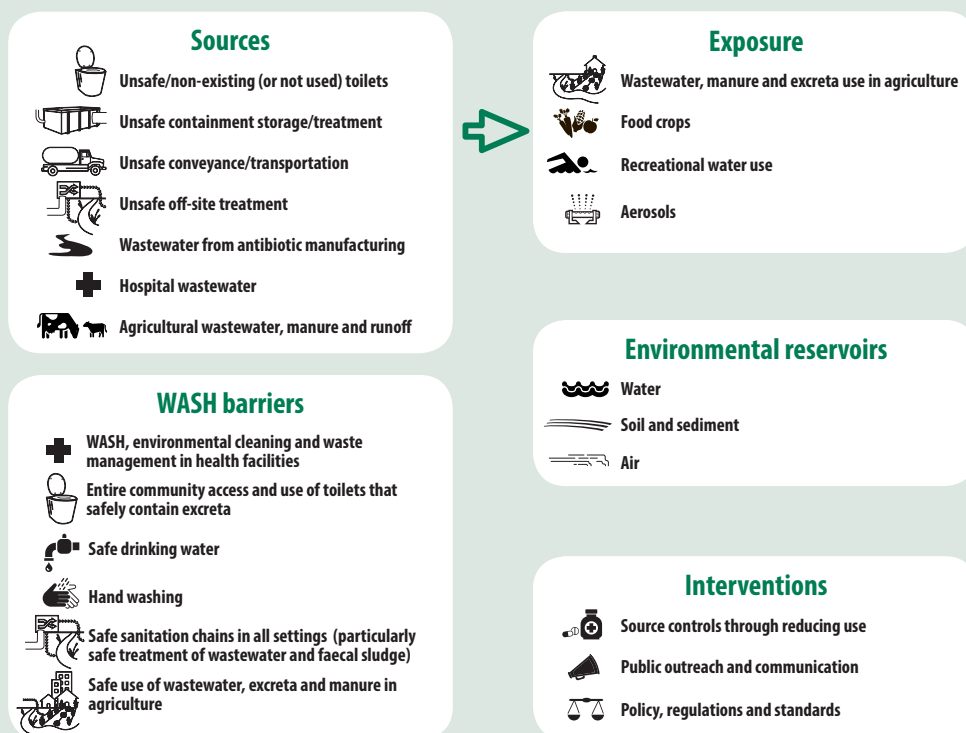 Sources
Unsafe/non-existing (or not used) toilets
Unsafe containment storage/treatment
Unsafe conveyance/transportation
Unsafe off-site treatment
Wastewater from antibiotic manufacturing
Hospital wastewater
Agricultural wastewater, manure and runoff
WASH barriers
WASH, environmental cleaning and waste
management in health facilities
Entire community access and use of toilets that
safely contain excreta
Safe drinking water
Hand washing
Safe sanitation chains in all settings (particularly
safe treatment of wastewater and faecal sludge)
Safe use of wastewater, excreta and manure in
agriculture
Exposure
Wastewater, manure and excreta use in agriculture
Food crops
Recreational water use
Aerosols
Environmental reservoirs
Water
Soil and sediment
Air
Interventions
Source controls through reducing use
Public outreach and communication
Policy, regulations and standards